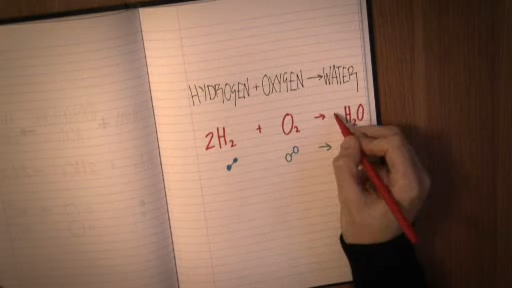 HYDROGEN + OXYGEN → WATER
2H₂ + O₂ → H₂O
→